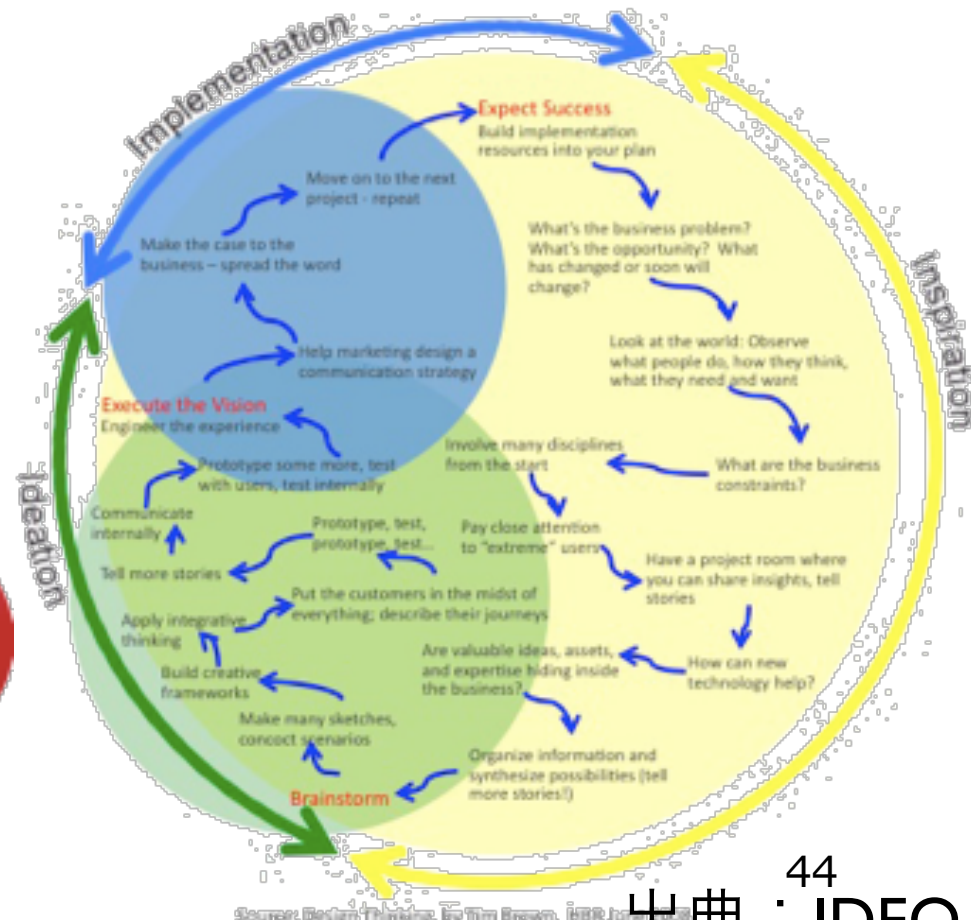 Implementation
Expect Success
Build implementation
resources into your plan
What's the business problem?
What's the opportunity? What
has changed or soon will
change?
Look at the world: Observe
what people do, how they think,
what they need and want
What are the business
constraints?
Involve many disciplines
from the start
Pay close attention
to "extreme" users
Have a project room where
you can share insights, tell
stories
How can new
technology help?
Are valuable ideas, assets,
and expertise hiding inside
the business?
Organize information and
synthesize possibilities (tell
more stories!)
Brainstorm
Make many sketches,
concoct scenarios
Build creative
frameworks
Apply integrative
thinking
Put the customers in the midst of
everything; describe their journeys
Prototype, test,
prototype, test...
Tell more stories
Communicate
internally
Prototype some more, test
with users, test internally
Execute the Vision
Engineer the experience
Help marketing design a
communication strategy
Make the case to the
business – spread the word
Move on to the next
project - repeat
Inspiration
Ideation
Source: Design Thinking, by Tim Brown, HBR
44
出典：IDEO